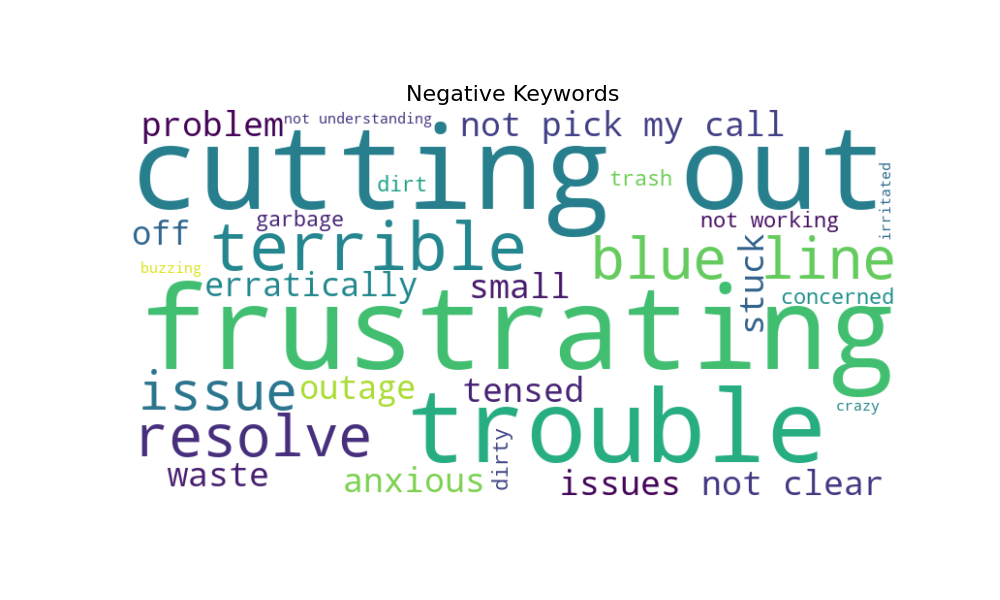 Negative Keywords
problem
not understanding
not pick my call
cutting out
dirt
trash
irritated
garbage
not working
off
terrible
blue line
stuck
buzzing
erratically
small
concerned
frustrating
issue
outage
tensed
trouble
crazy
resolve
dirty
waste
anxious
issues
not clear